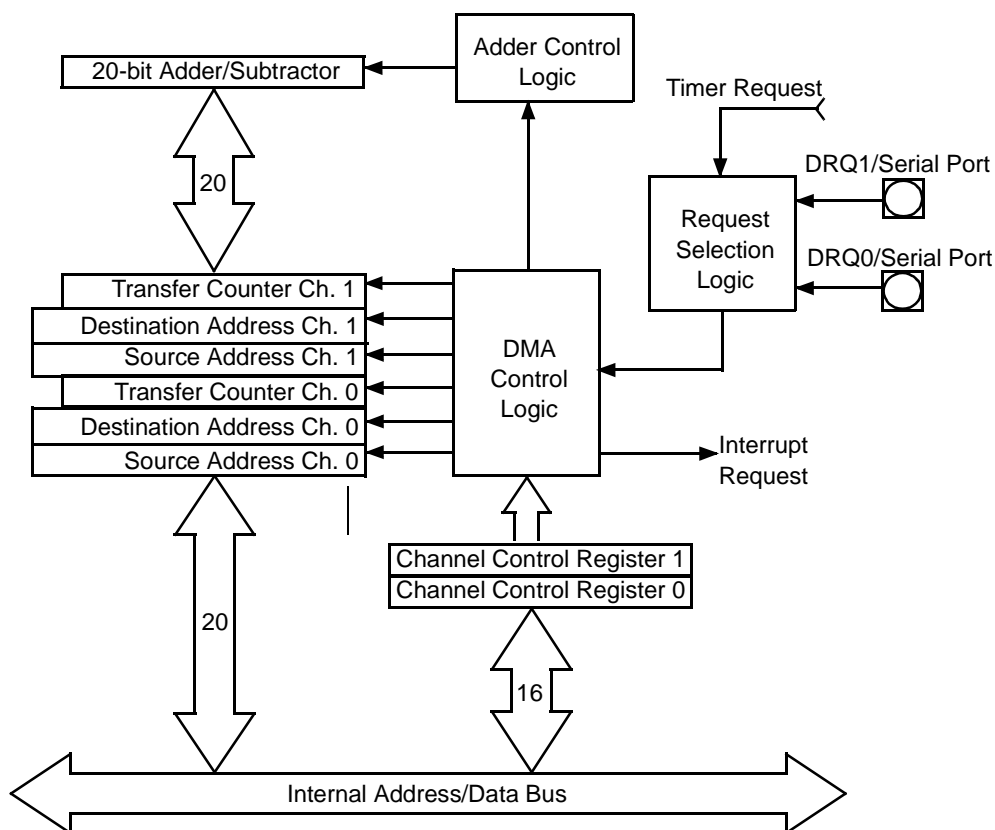 Adder Control
Logic
20-bit Adder/Subtractor
Timer Request
20
DRQ1/Serial Port
Request
Selection
Logic
DRQ0/Serial Port
Transfer Counter Ch. 1
Destination Address Ch. 1
Source Address Ch. 1
Transfer Counter Ch. 0
Destination Address Ch. 0
Source Address Ch. 0
DMA
Control
Logic
Interrupt
Request
Channel Control Register 1
Channel Control Register 0
20
16
Internal Address/Data Bus